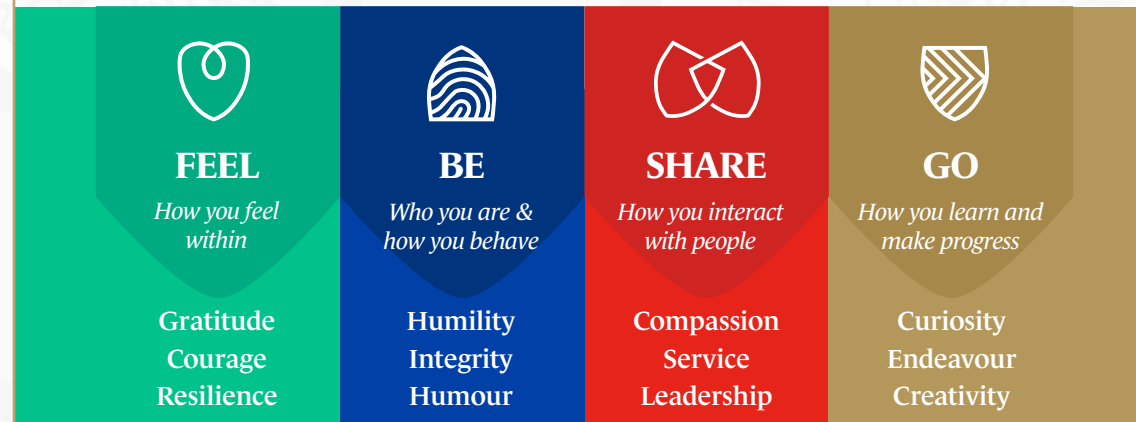 FEEL
How you feel
within
Gratitude
Courage
Resilience
BE
Who you are &
how you behave
Humility
Integrity
Humour
SHARE
How you interact
with people
Compassion
Service
Leadership
GO
How you learn and
make progress
Curiosity
Endeavour
Creativity